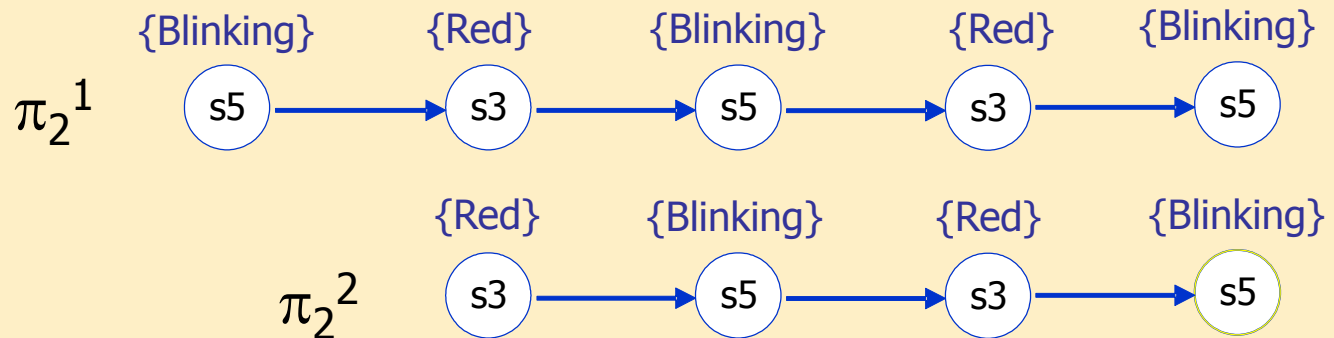 {Blinking} {Red} {Blinking} {Red} {Blinking}
π₂¹ s5 s3 s5 s3 s5
{Red} {Blinking} {Red} {Blinking}
π₂² s3 s5 s3 s5